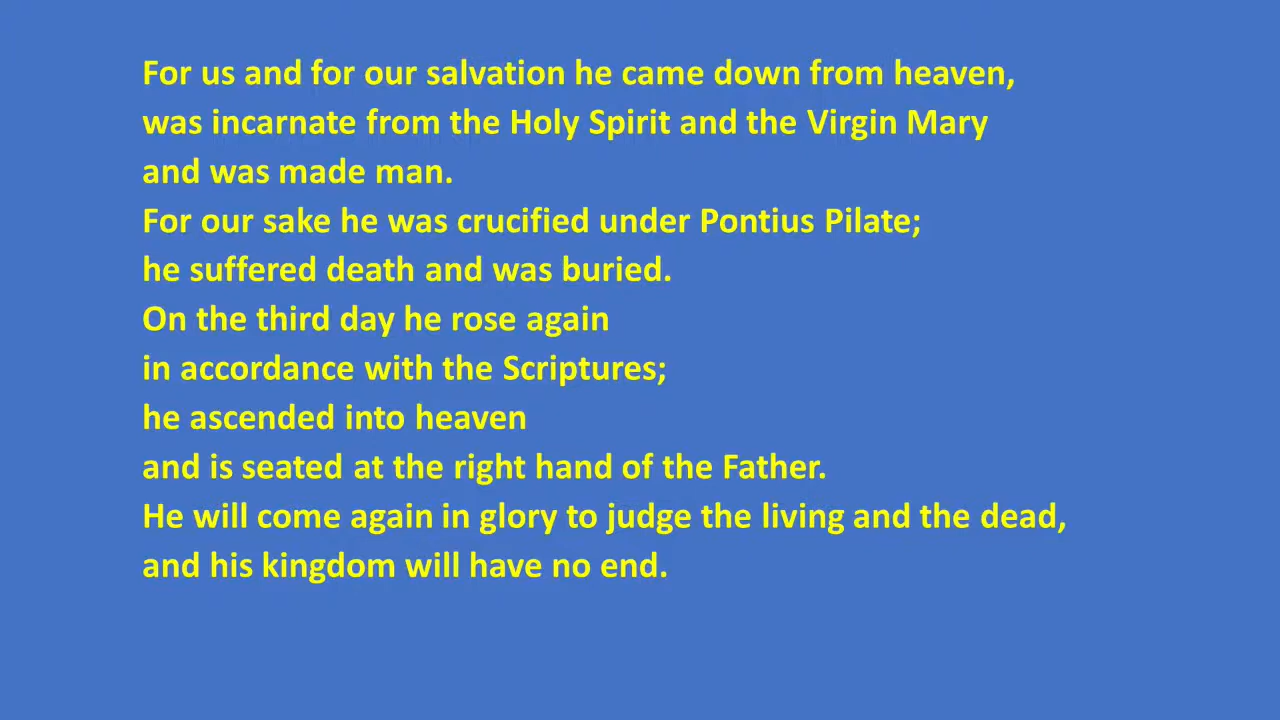 For us and for our salvation he came down from heaven,
was incarnate from the Holy Spirit and the Virgin Mary
and was made man.
For our sake he was crucified under Pontius Pilate;
he suffered death and was buried.
On the third day he rose again
in accordance with the Scriptures;
he ascended into heaven
and is seated at the right hand of the Father.
He will come again in glory to judge the living and the dead,
and his kingdom will have no end.